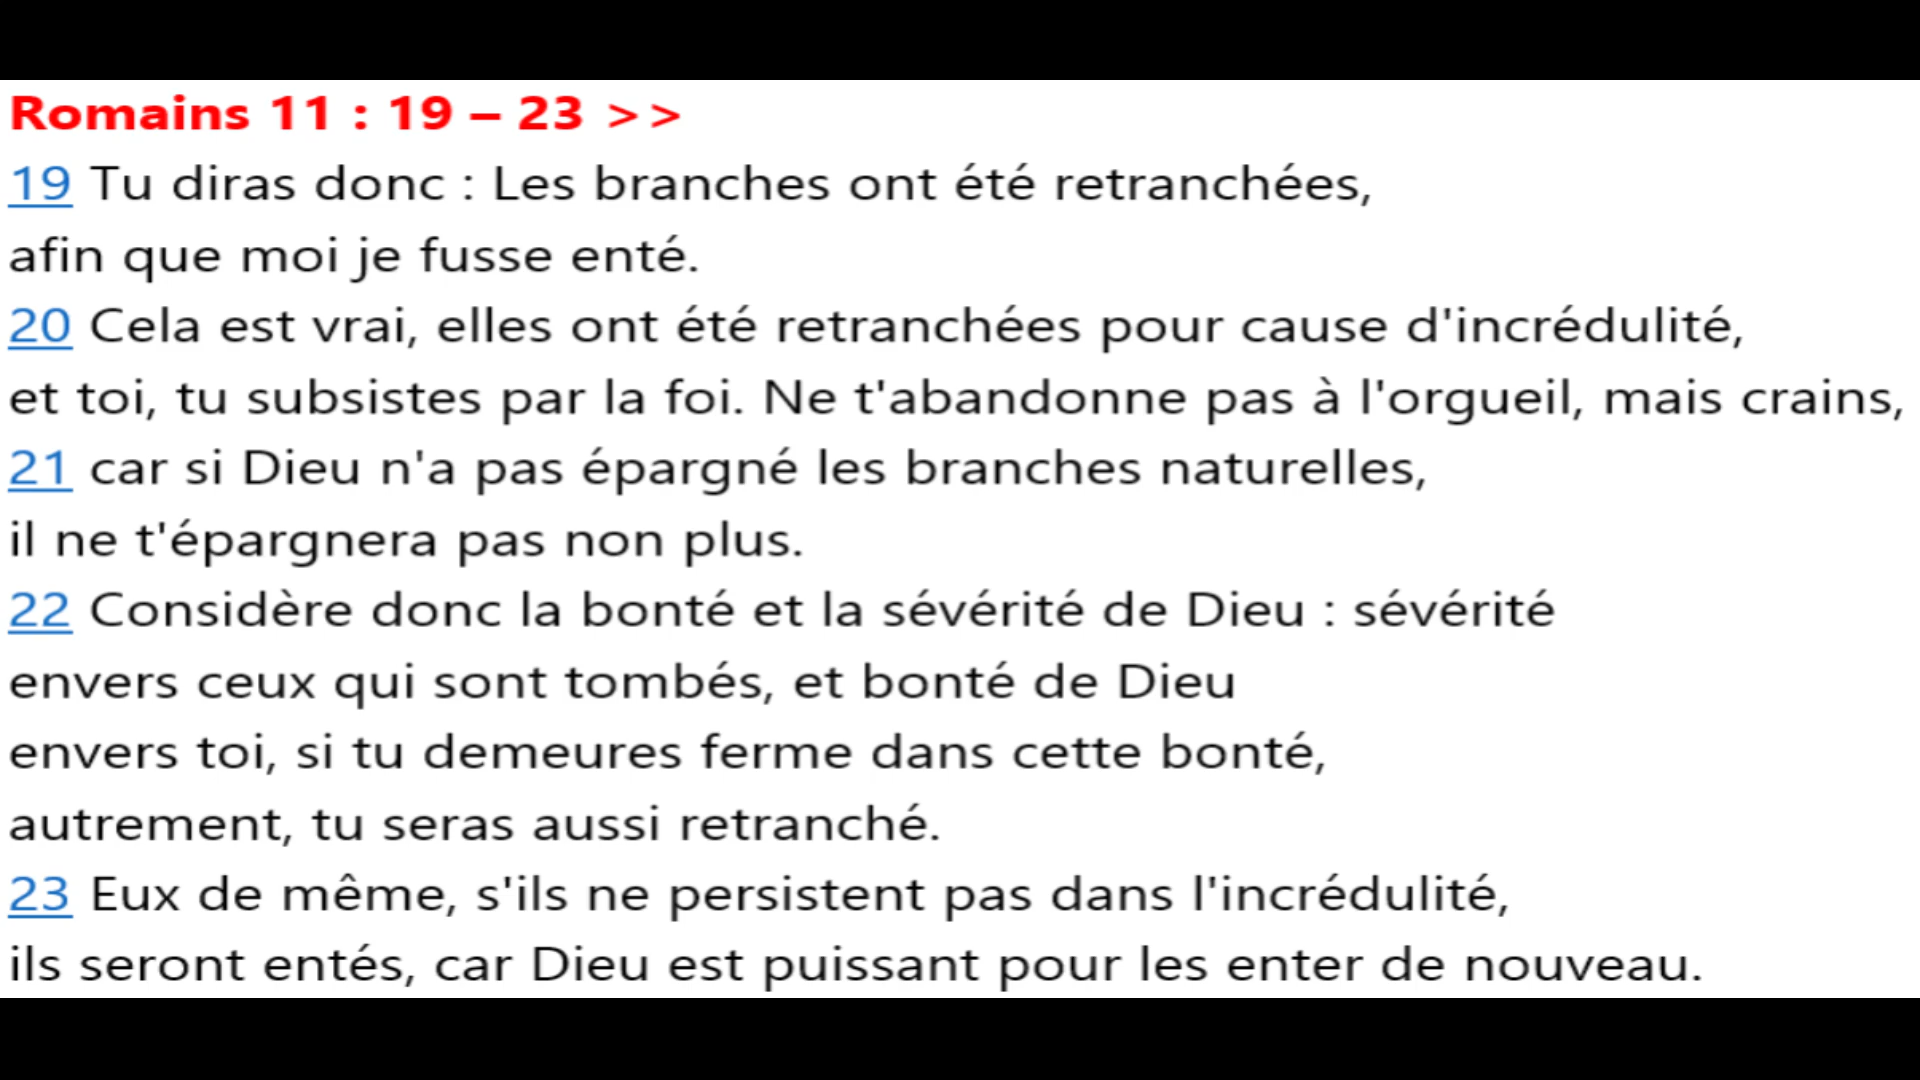 Romains 11 : 19 – 23 >>
19 Tu diras donc : Les branches ont été retranchées,
afin que moi je fusse enté.
20 Cela est vrai, elles ont été retranchées pour cause d'incrédulité,
et toi, tu subsistes par la foi. Ne t'abandonne pas à l'orgueil, mais crains,
21 car si Dieu n'a pas épargné les branches naturelles,
il ne t'épargnera pas non plus.
22 Considère donc la bonté et la sévérité de Dieu : sévérité
envers ceux qui sont tombés, et bonté de Dieu
envers toi, si tu demeures ferme dans cette bonté,
autrement, tu seras aussi retranché.
23 Eux de même, s'ils ne persistent pas dans l'incrédulité,
ils seront entés, car Dieu est puissant pour les enter de nouveau.